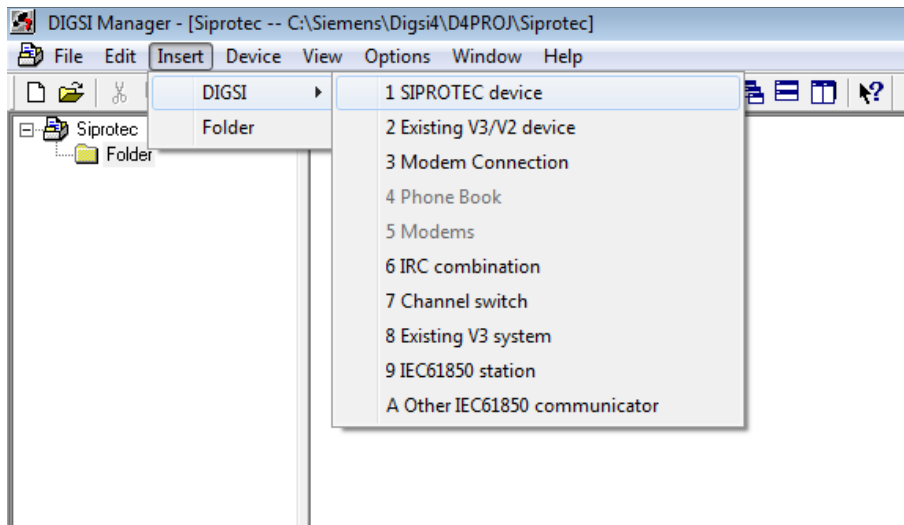 DIGSI Manager - [Siprotec -- C:\Siemens\Digsi4\D4PROJ\Siprotec]
File Edit Insert Device View Options Window Help
DIGSI
Folder
1 SIPROTEC device
2 Existing V3/V2 device
3 Modem Connection
4 Phone Book
5 Modems
6 IRC combination
7 Channel switch
8 Existing V3 system
9 IEC61850 station
A Other IEC61850 communicator
Siprotec
Folder